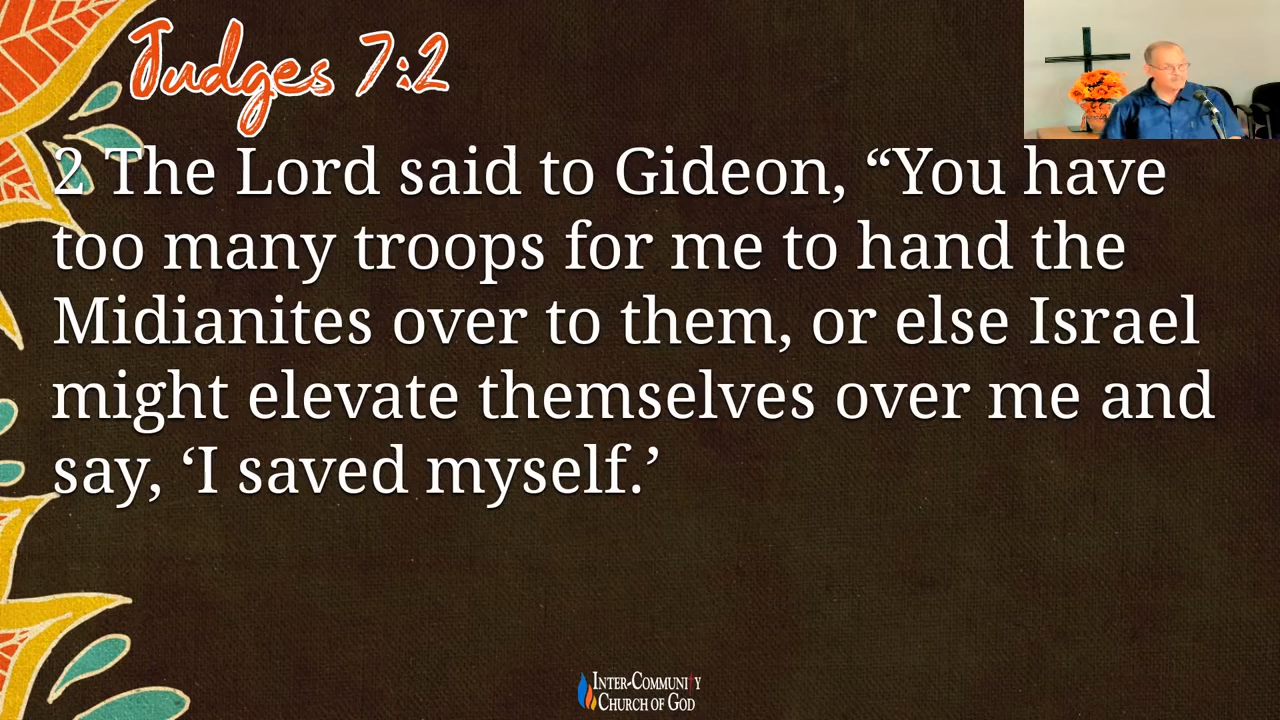 Judges 7:2
2 The Lord said to Gideon, “You have
too many troops for me to hand the
Midianites over to them, or else Israel
might elevate themselves over me and
say, ‘I saved myself.’
Inter-Community
Church of God